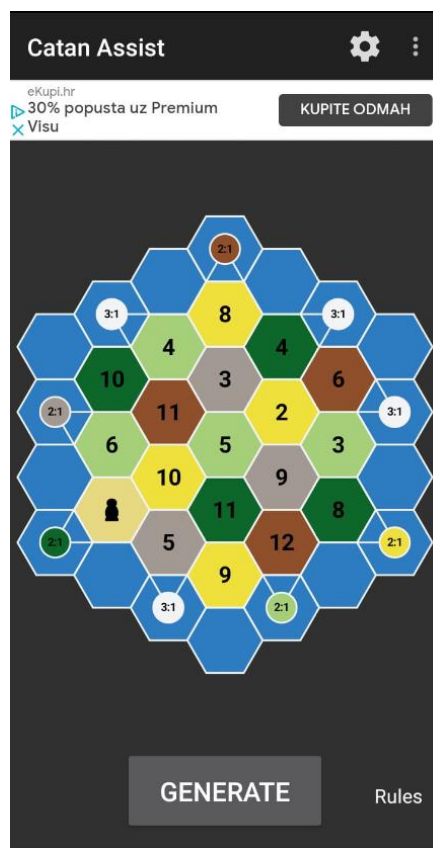 Catan Assist
eKupi.hr
30% popusta uz Premium
Visu
KUPITE ODMAH
2:1
3:1 8 3:1
4 4
10 3 6
2:1 11 2 3:1
6 5 3
10 9
11 8
2:1 5 12 2:1
9
3:1 2:1
GENERATE
Rules